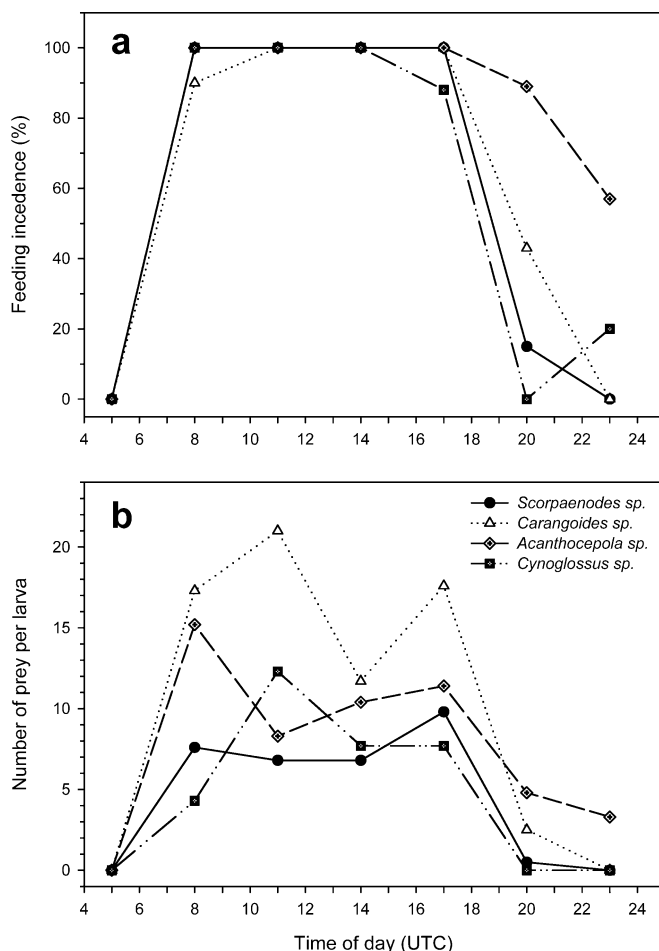 a
100
80
60
40
20
0
Feeding incedence (%)
4 6 8 10 12 14 16 18 20 22 24
b
Scorpaenodes sp.
Carangoides sp.
Acanthocepola sp.
Cynoglossus sp.
20
15
10
5
0
Number of prey per larva
4 6 8 10 12 14 16 18 20 22 24
Time of day (UTC)